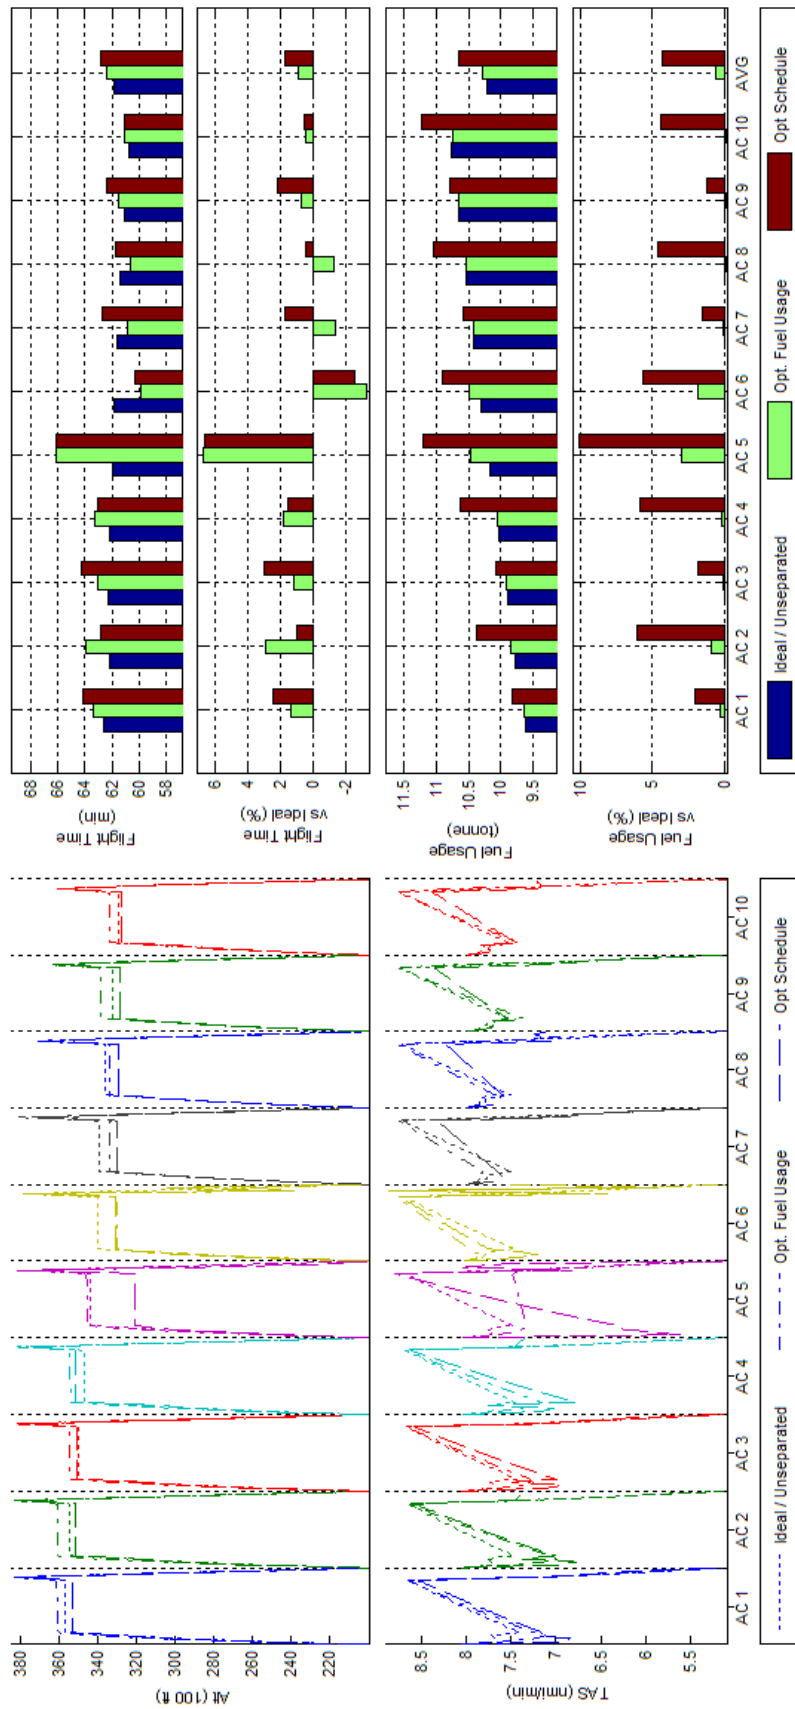 380
360
340
320
300
280
260
240
220
Alt (100 ft)
8.5
8
7.5
7
6.5
6
5.5
TAS (nmi/min)
AC 1
AC 2
AC 3
AC 4
AC 5
AC 6
AC 7
AC 8
AC 9
AC 10
Ideal / Unseparated
Opt. Fuel Usage
Opt Schedule
68
66
64
62
60
58
Flight Time
(min)
8
6
4
2
0
-2
Flight Time
vs Ideal (%)
11.5
11
10.5
10
9.5
Fuel Usage
(tonne)
10
5
0
Fuel Usage
vs Ideal (%)
AC 1
AC 2
AC 3
AC 4
AC 5
AC 6
AC 7
AC 8
AC 9
AC 10
AVG
Ideal / Unseparated
Opt. Fuel Usage
Opt Schedule